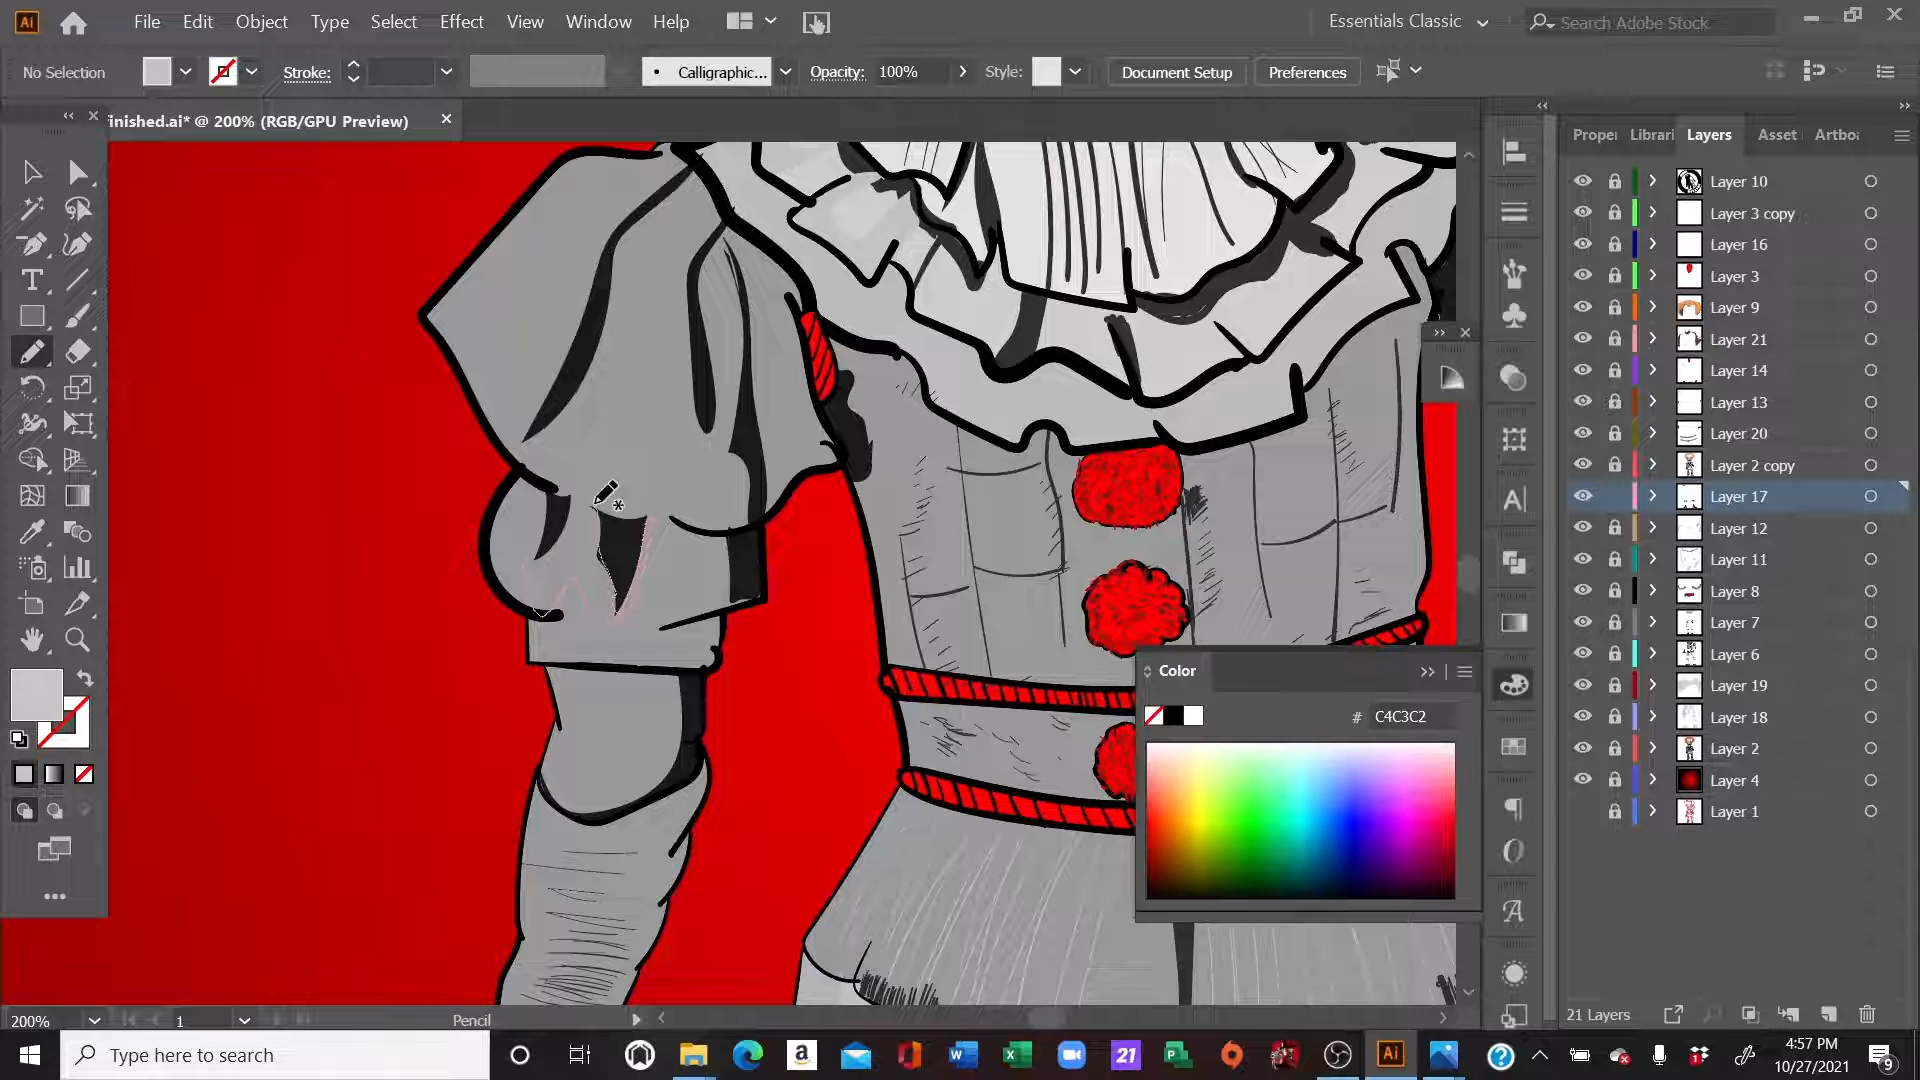 Ai File Edit Object Type Select Effect View Window Help Essentials Classic Search Adobe Stock
No Selection Stroke: Calligraphic... Opacity: 100% Style: Document Setup Preferences
inished.ai* @ 200% (RGB/GPU Preview)
Proper Librari Layers Asset Artbo
Layer 10
Layer 3 copy
Layer 16
Layer 3
Layer 9
Layer 21
Layer 14
Layer 13
Layer 20
Layer 2 copy
Layer 17
Layer 12
Layer 11
Layer 8
Layer 7
Layer 6
Layer 19
Layer 18
Layer 2
Layer 4
Layer 1
Color
# C4C3C2
200% 1 Pencil
21 Layers
Type here to search
21
Ai
4:57 PM
10/27/2021
9